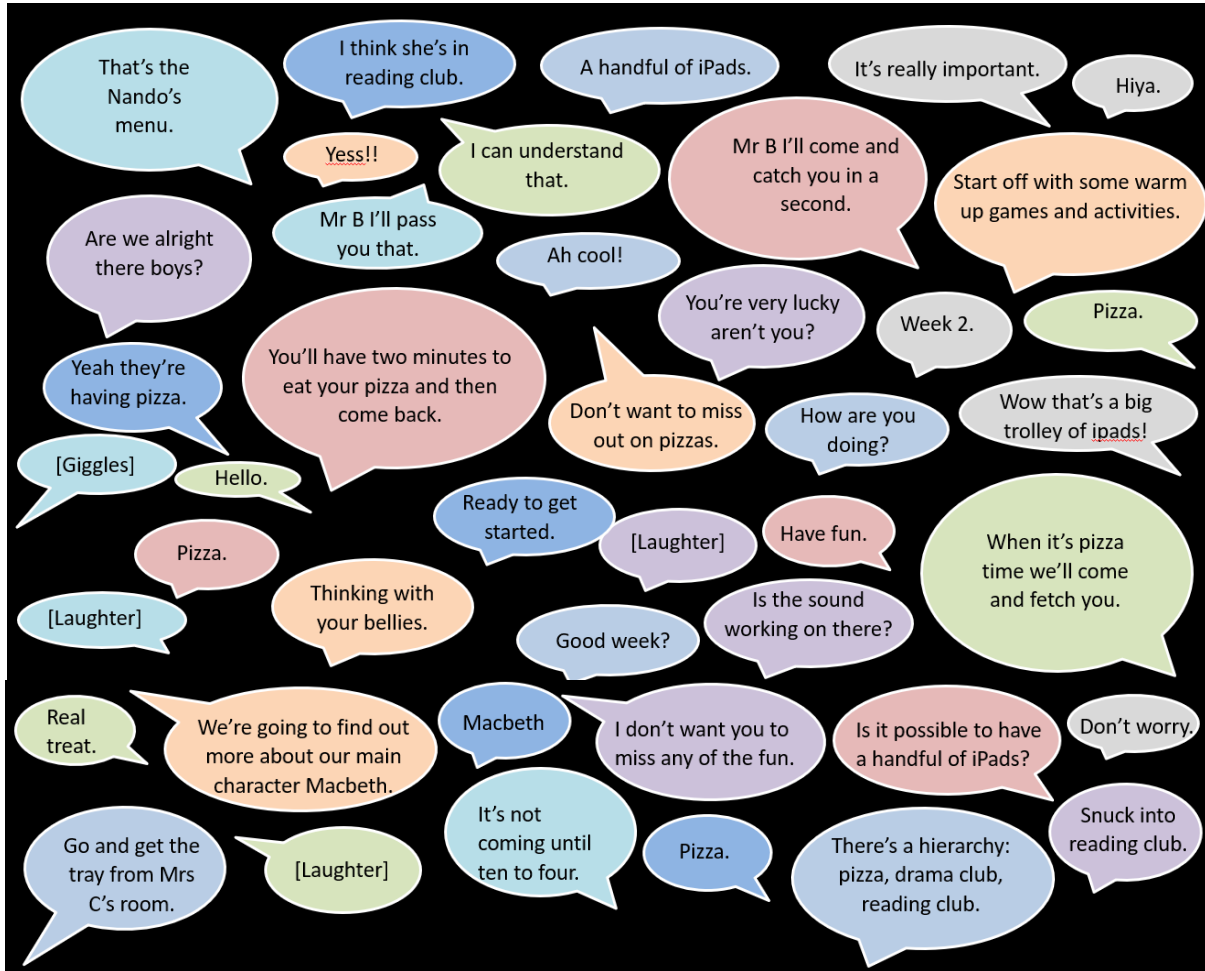 That's the
Nando's
menu.
I think she's in
reading club.
A handful of iPads.
It's really important.
Hiya.
Yess!!
I can understand
that.
Mr B I'll come and
catch you in a
second.
Start off with some warm
up games and activities.
Mr B I'll pass
you that.
Are we alright
there boys?
Ah cool!
You're very lucky
aren't you?
Week 2.
Pizza.
Yeah they're
having pizza.
You'll have two minutes to
eat your pizza and then
come back.
Don't want to miss
out on pizzas.
How are you
doing?
Wow that's a big
trolley of ipads!
[Giggles]
Hello.
Ready to get
started.
[Laughter]
Have fun.
When it's pizza
time we'll come
and fetch you.
Pizza.
[Laughter]
Thinking with
your bellies.
Good week?
Is the sound
working on there?
Real
treat.
We're going to find out
more about our main
character Macbeth.
Macbeth
I don't want you to
miss any of the fun.
Is it possible to have
a handful of iPads?
Don't worry.
Go and get the
tray from Mrs
C's room.
[Laughter]
It's not
coming until
ten to four.
Pizza.
There's a hierarchy:
pizza, drama club,
reading club.
Snuck into
reading club.